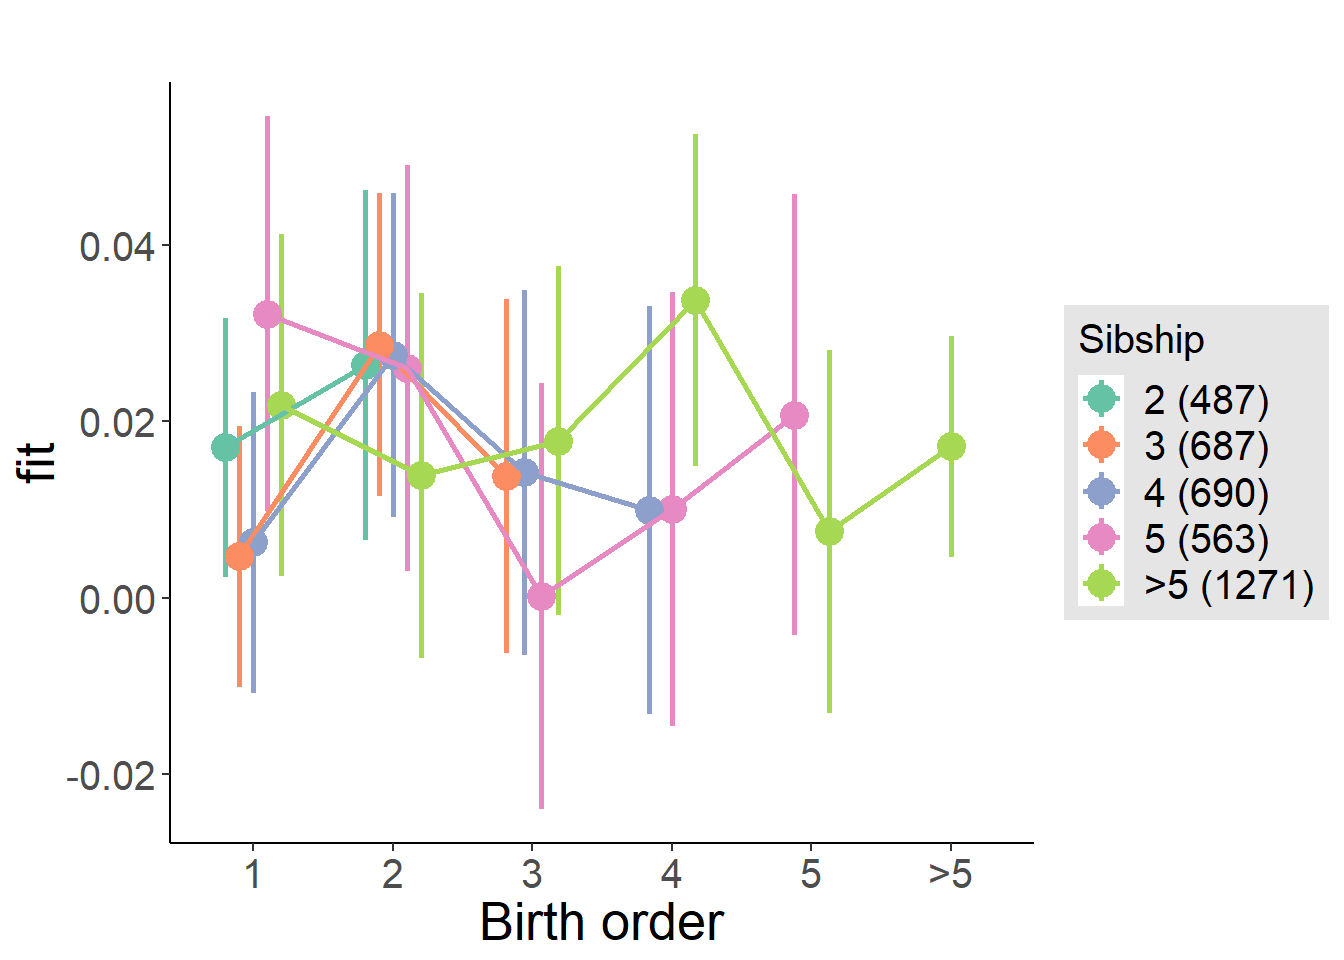 fit
0.04
0.02
0.00
-0.02
1 2 3 4 5 >5
Birth order
Sibship
2 (487)
3 (687)
4 (690)
5 (563)
>5 (1271)